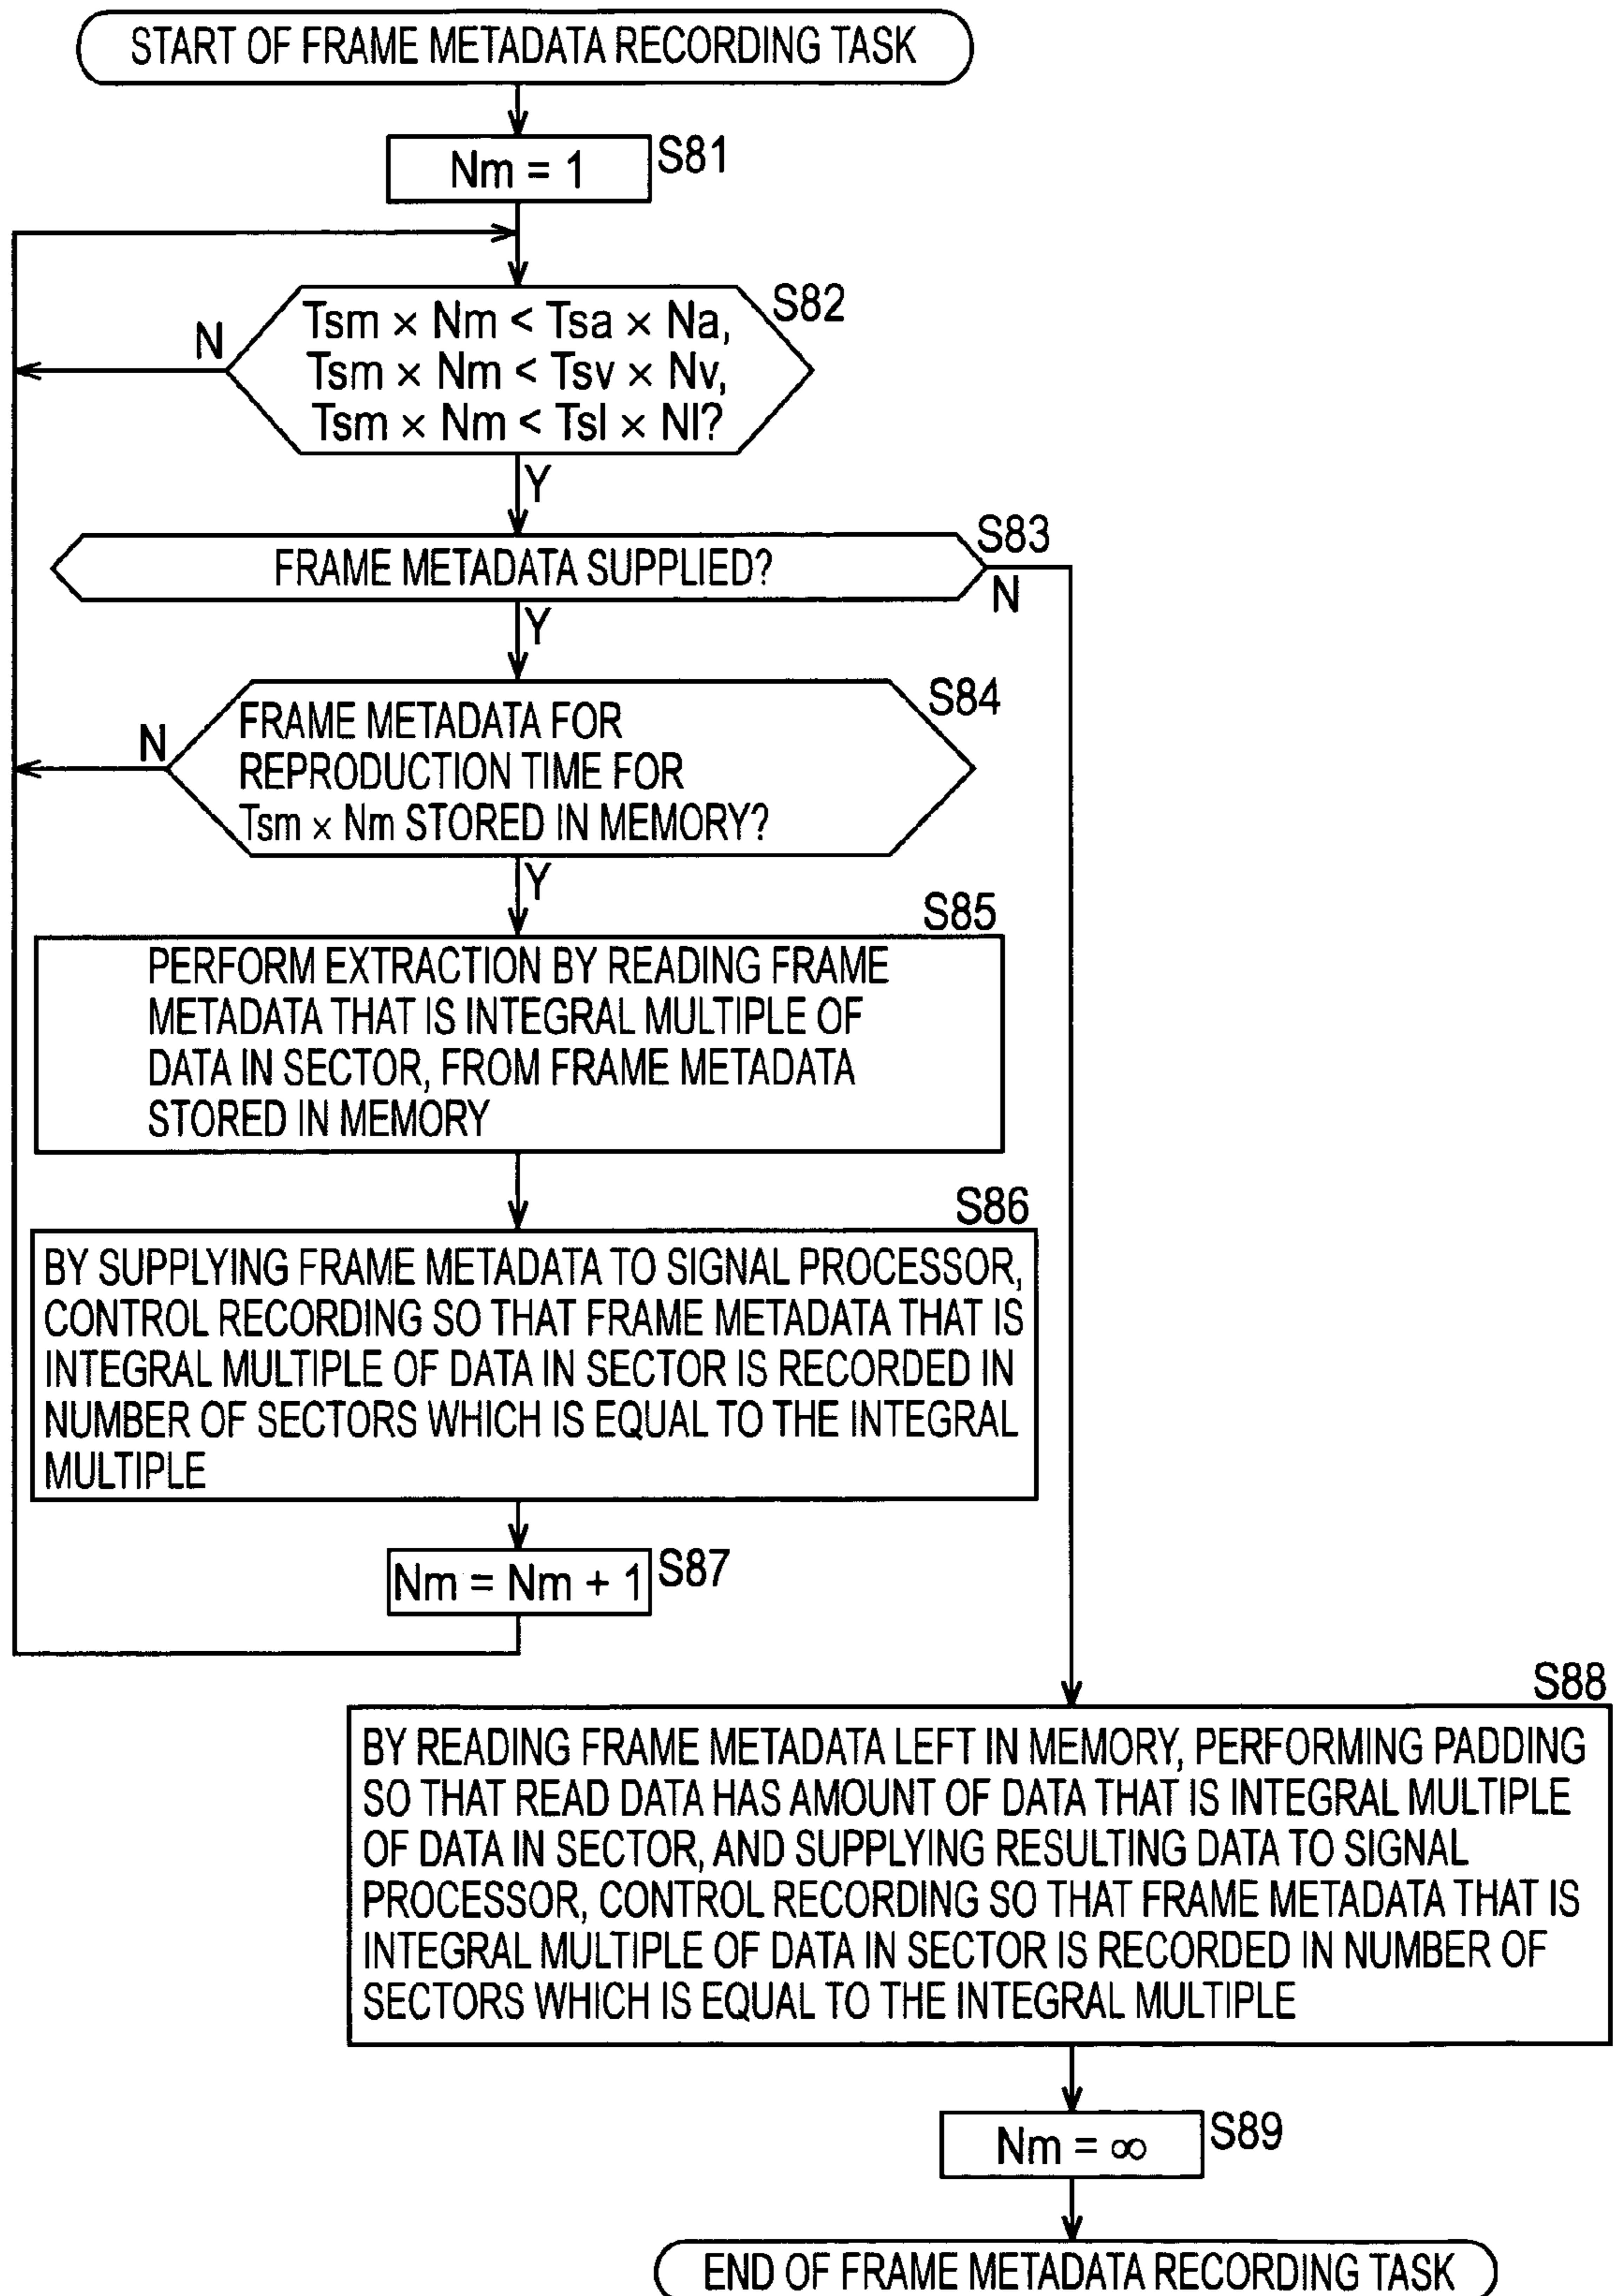 START OF FRAME METADATA RECORDING TASK
Nm = 1
S81
S82
Tsm × Nm < Tsa × Na,
Tsm × Nm < Tsv × Nv,
Tsm × Nm < Tsl × Nl?
N
Y
S83
FRAME METADATA SUPPLIED?
N
Y
S84
FRAME METADATA FOR
REPRODUCTION TIME FOR
Tsm × Nm STORED IN MEMORY?
N
Y
S85
PERFORM EXTRACTION BY READING FRAME
METADATA THAT IS INTEGRAL MULTIPLE OF
DATA IN SECTOR, FROM FRAME METADATA
STORED IN MEMORY
S86
BY SUPPLYING FRAME METADATA TO SIGNAL PROCESSOR,
CONTROL RECORDING SO THAT FRAME METADATA THAT IS
INTEGRAL MULTIPLE OF DATA IN SECTOR IS RECORDED IN
NUMBER OF SECTORS WHICH IS EQUAL TO THE INTEGRAL
MULTIPLE
Nm = Nm + 1
S87
S88
BY READING FRAME METADATA LEFT IN MEMORY, PERFORMING PADDING
SO THAT READ DATA HAS AMOUNT OF DATA THAT IS INTEGRAL MULTIPLE
OF DATA IN SECTOR, AND SUPPLYING RESULTING DATA TO SIGNAL
PROCESSOR, CONTROL RECORDING SO THAT FRAME METADATA THAT IS
INTEGRAL MULTIPLE OF DATA IN SECTOR IS RECORDED IN NUMBER OF
SECTORS WHICH IS EQUAL TO THE INTEGRAL MULTIPLE
Nm = ∞
S89
END OF FRAME METADATA RECORDING TASK